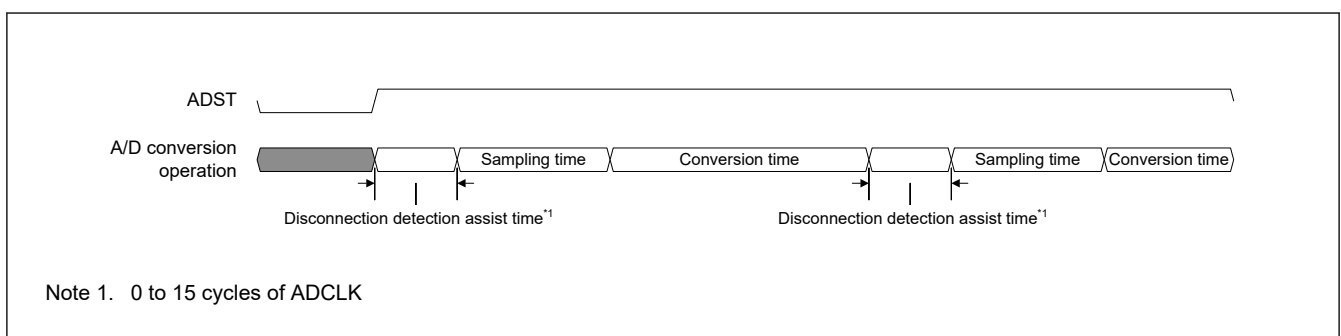 ADST
A/D conversion
operation
Sampling time
Conversion time
Sampling time
Conversion time
Disconnection detection assist time*1
Disconnection detection assist time*1
Note 1. 0 to 15 cycles of ADCLK